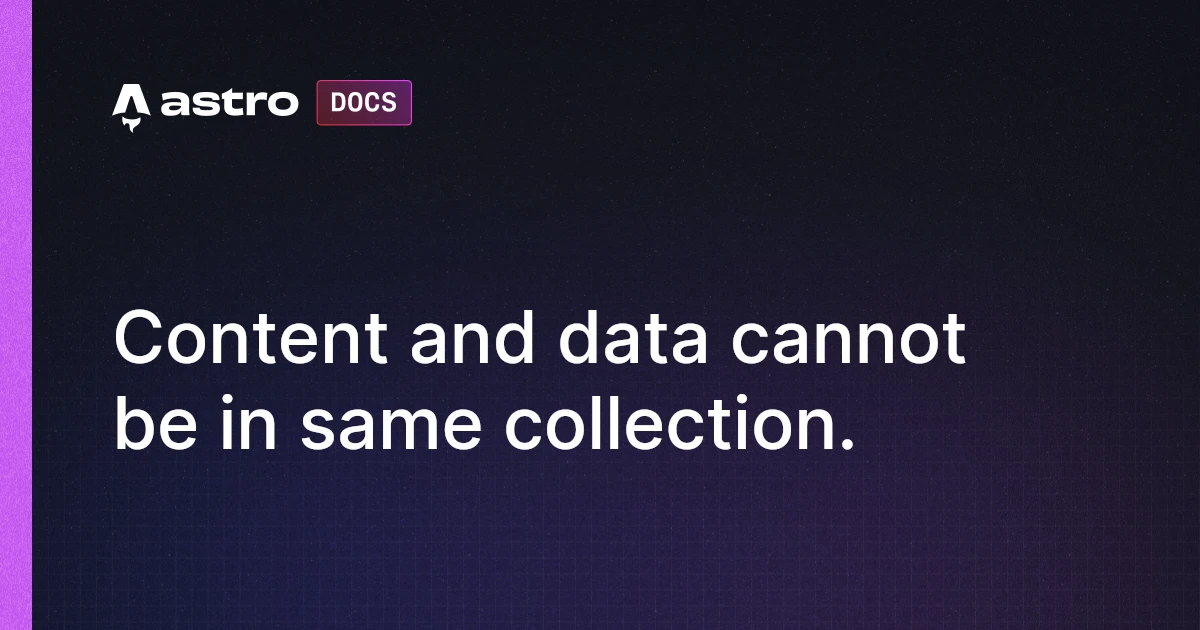 astro DOCS
Content and data cannot
be in same collection.